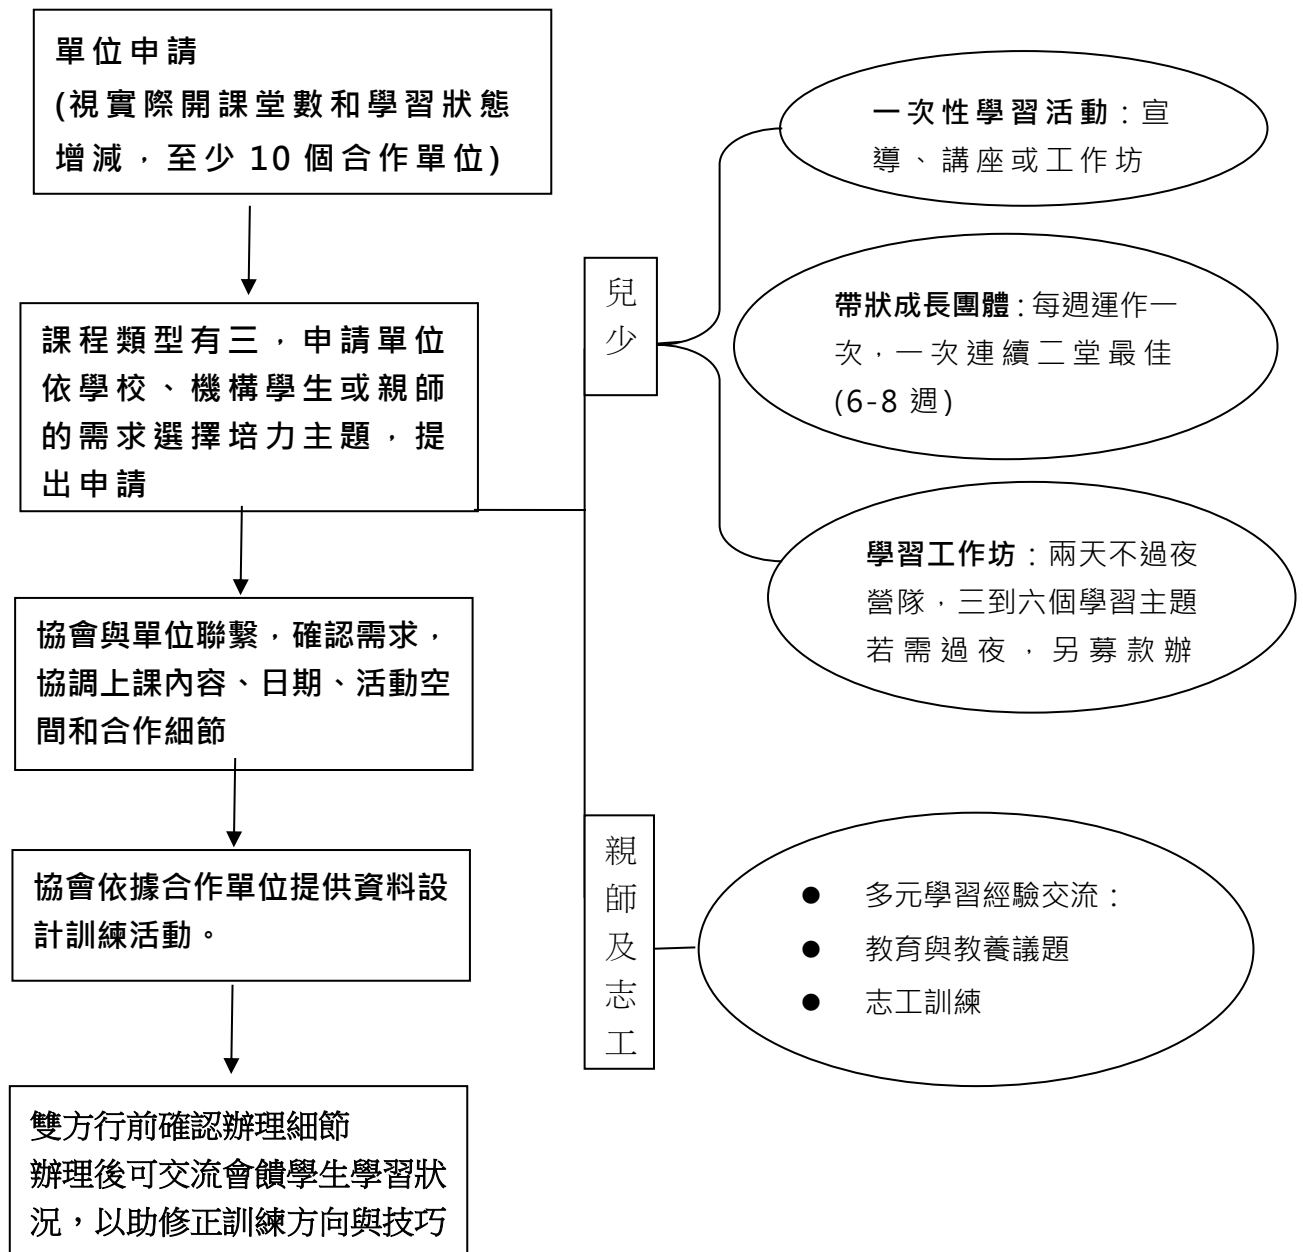 單位申請
(視實際開課堂數和學習狀態
增減，至少 10 個合作單位)
課程類型有三，申請單位
依學校、機構學生或親師
的需求選擇培力主題，提
出申請
協會與單位聯繫，確認需求，
協調上課內容、日期、活動空
間和合作細節
協會依據合作單位提供資料設
計訓練活動。
雙方行前確認辦理細節
辦理後可交流會饋學生學習狀
況，以助修正訓練方向與技巧
兒少
一次性學習活動：宣
導、講座或工作坊
帶狀成長團體：每週運作一
次，一次連續二堂最佳
(6-8 週)
學習工作坊：兩天不過夜
營隊，三到六個學習主題
若需過夜，另募款辦
親師及志工
● 多元學習經驗交流：
● 教育與教養議題
● 志工訓練